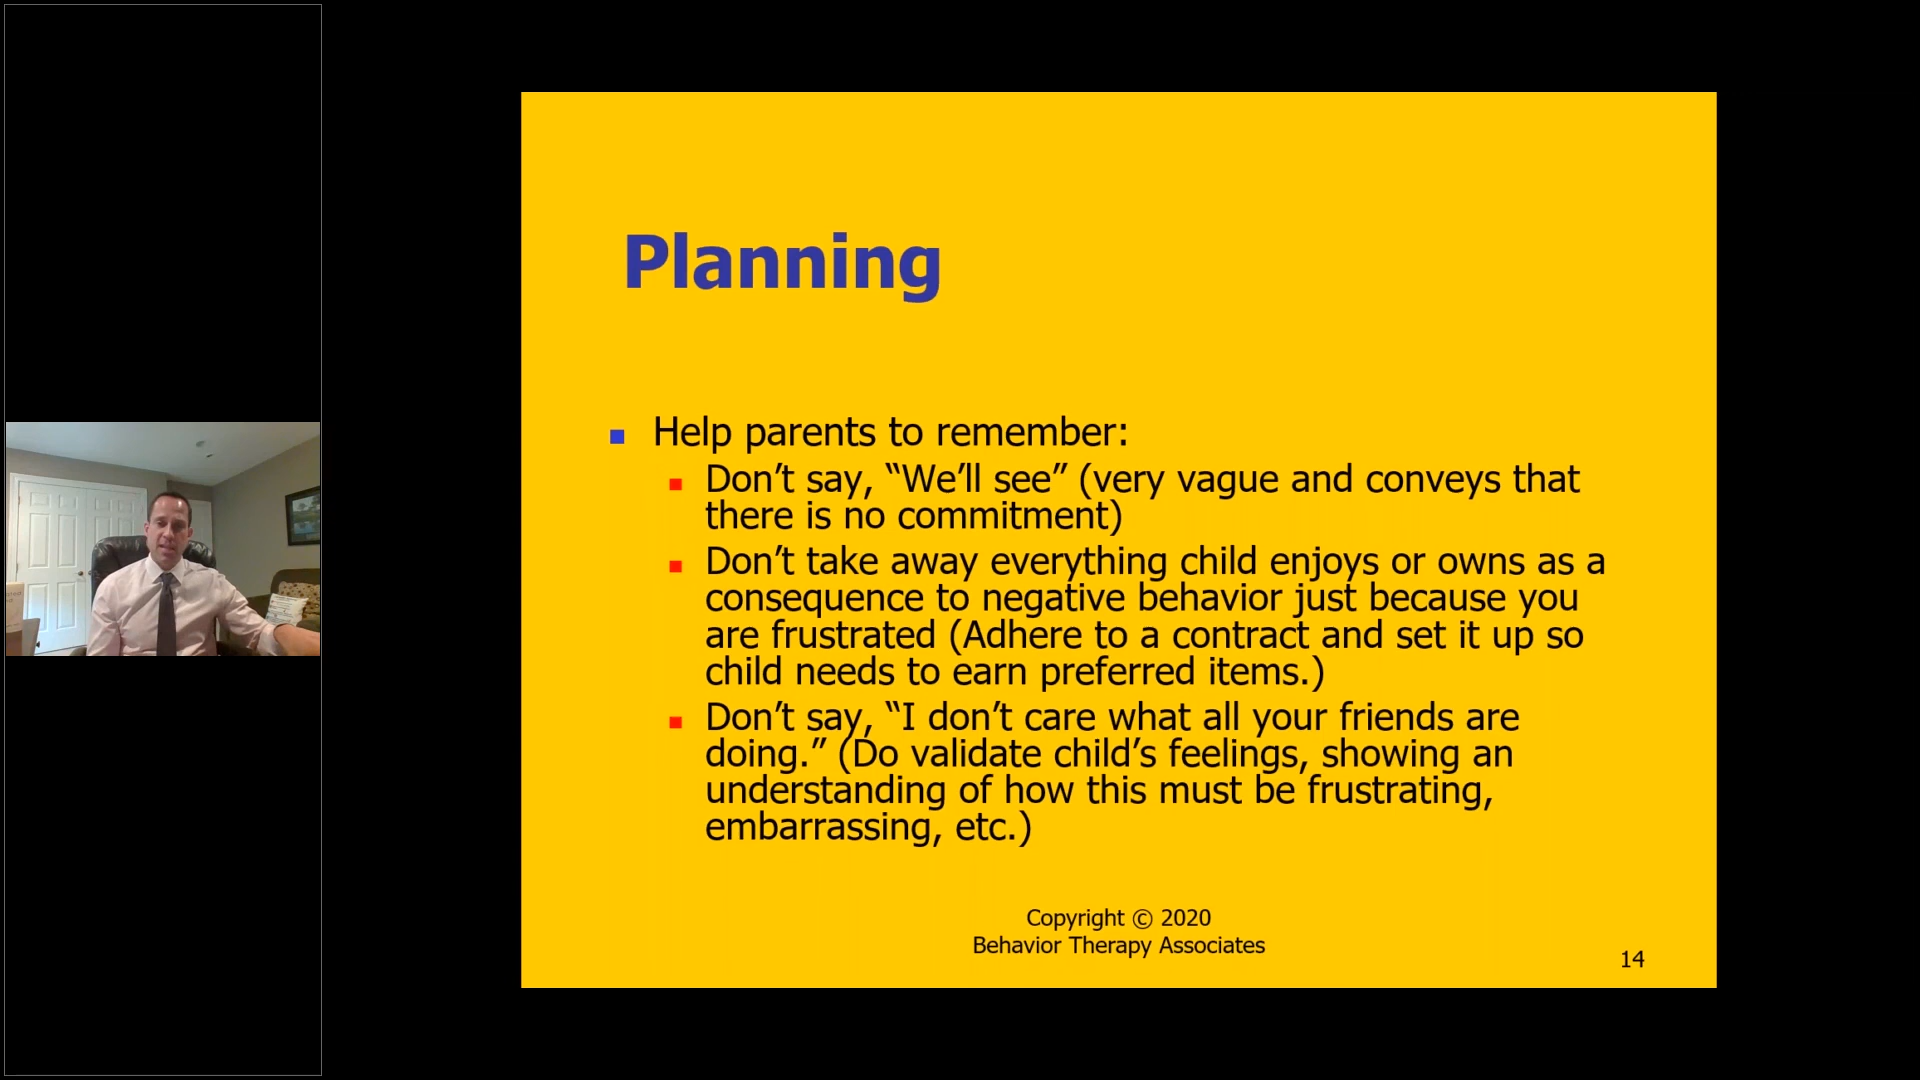 Planning
Help parents to remember:
Don’t say, “We’ll see” (very vague and conveys that
there is no commitment)
Don’t take away everything child enjoys or owns as a
consequence to negative behavior just because you
are frustrated (Adhere to a contract and set it up so
child needs to earn preferred items.)
Don’t say, “I don’t care what all your friends are
doing.” (Do validate child’s feelings, showing an
understanding of how this must be frustrating,
embarrassing, etc.)
Copyright © 2020
Behavior Therapy Associates
14